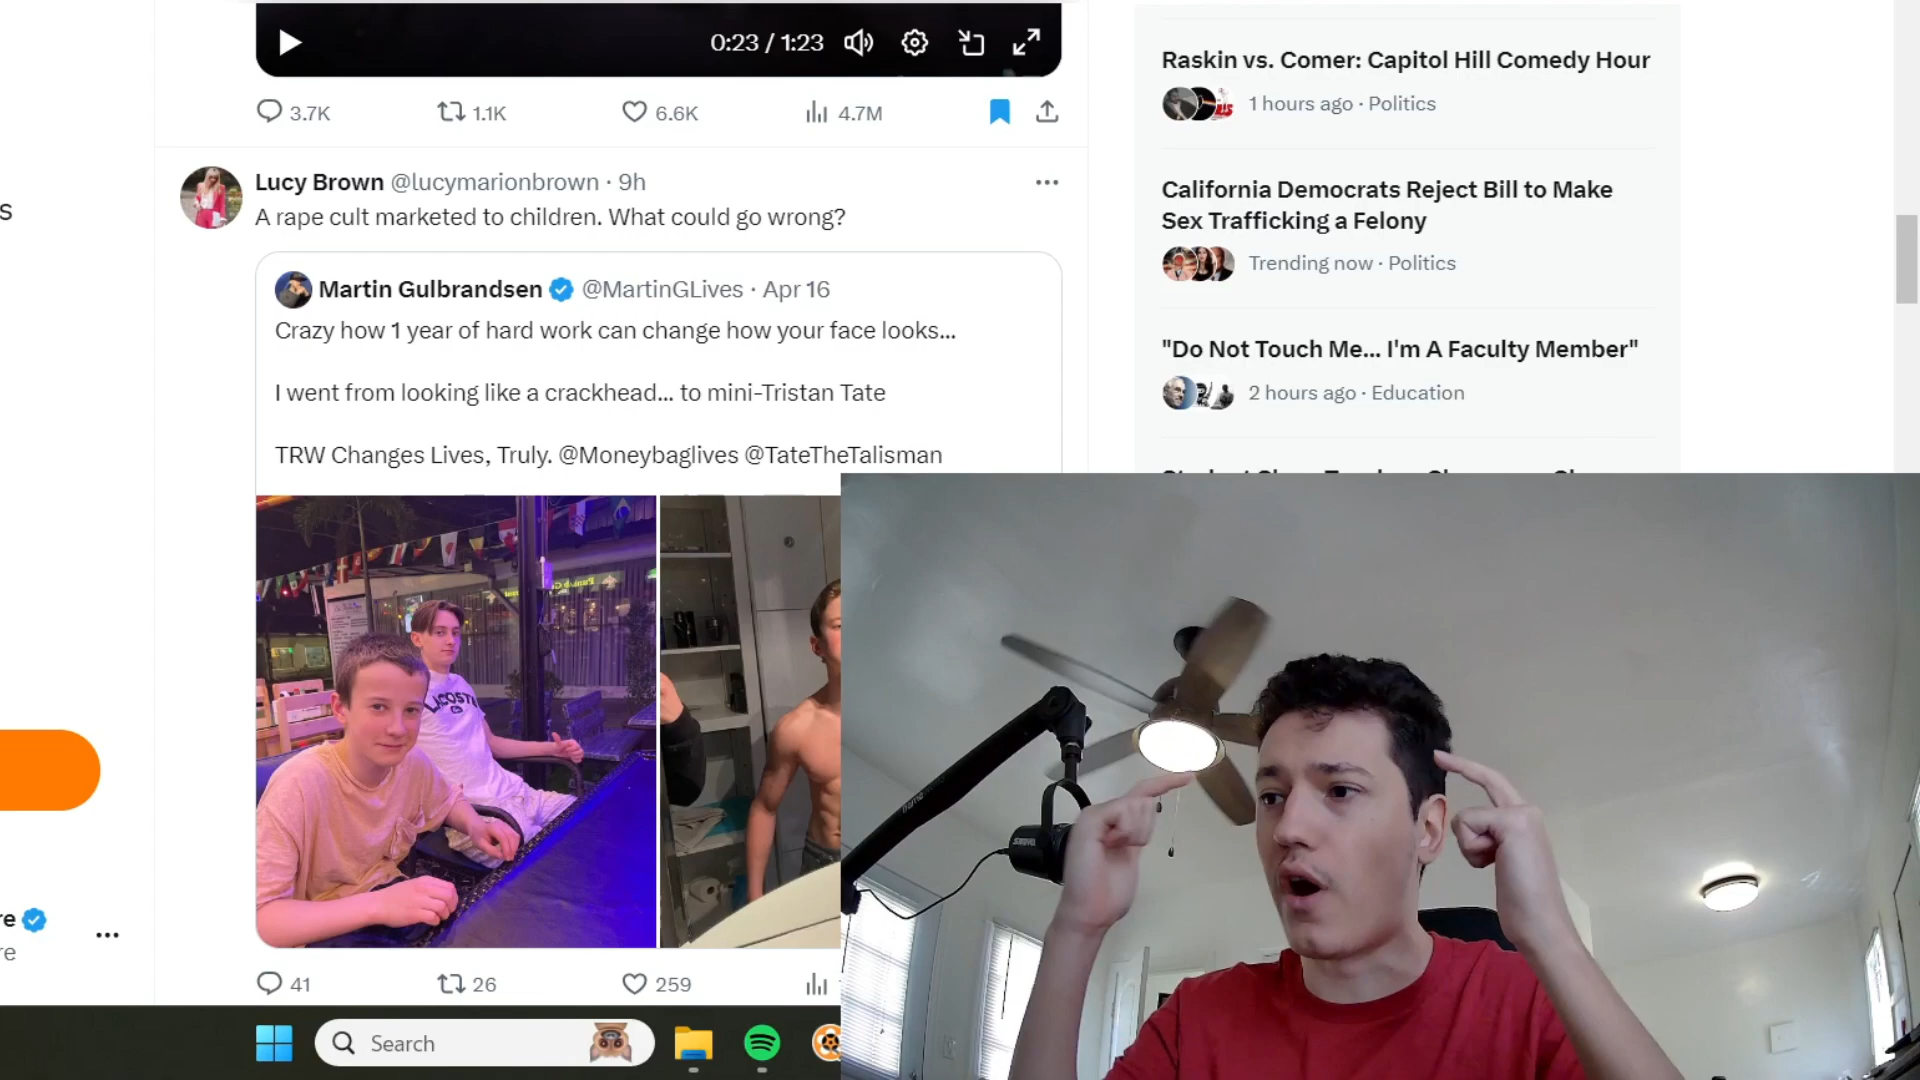 0:23 / 1:23
3.7K
1.1K
6.6K
4.7M
Lucy Brown @lucymarionbrown · 9h
A rape cult marketed to children. What could go wrong?
Martin Gulbrandsen @MartinGLives · Apr 16
Crazy how 1 year of hard work can change how your face looks...
I went from looking like a crackhead... to mini-Tristan Tate
TRW Changes Lives, Truly. @Moneybaglives @TateTheTalisman
LACOSTE
41
26
259
Raskin vs. Comer: Capitol Hill Comedy Hour
1 hours ago · Politics
California Democrats Reject Bill to Make
Sex Trafficking a Felony
Trending now · Politics
"Do Not Touch Me... I'm A Faculty Member"
2 hours ago · Education
s
re
re
Search
SHURE